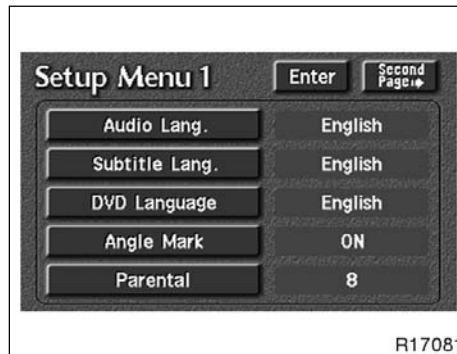 Setup Menu 1 Enter Second
Page
Audio Lang. English
Subtitle Lang. English
DVD Language English
Angle Mark ON
Parental 8
R17081